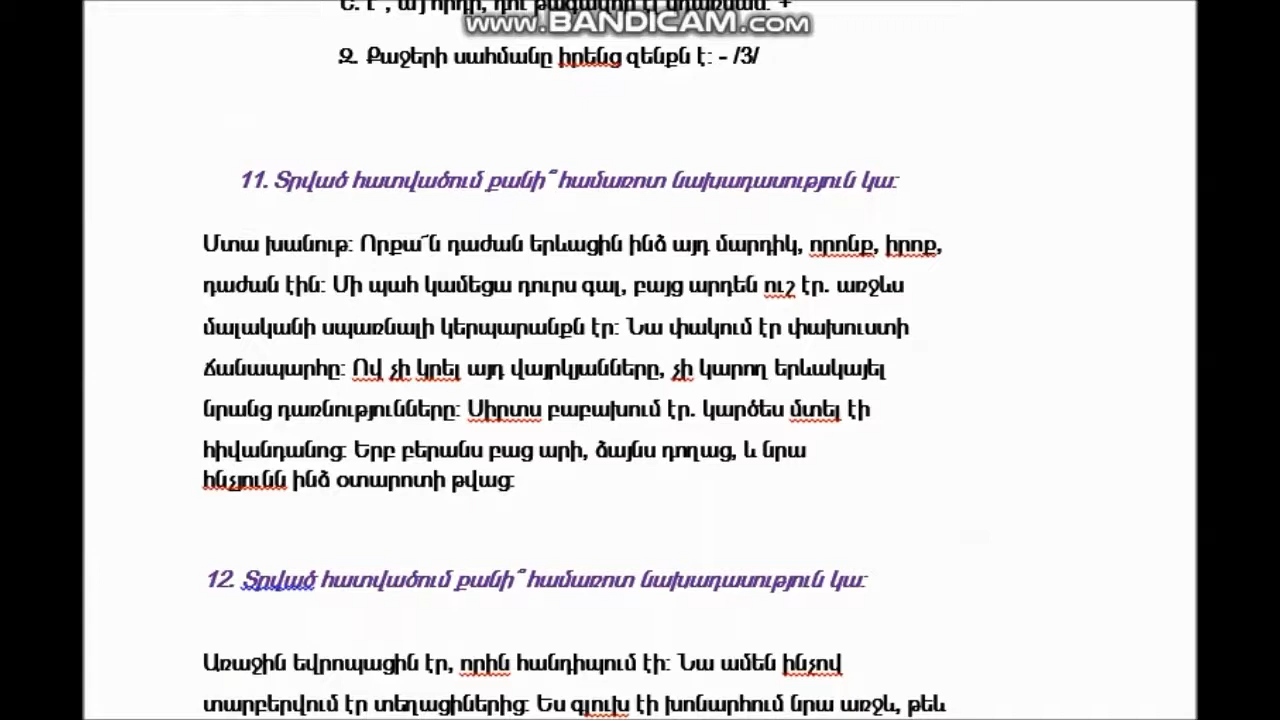 www.BANDICAM.com
Զ. Քաջերի սահմանը իրենց զենքն է: - /3/
11. Տրված հատվածում քանի՞ համառոտ նախադասություն կա:
Մտա խանութ: Որքա՜ն դաժան երևացին ինձ այդ մարդիկ, որոնք, իրոք,
դաժան էին: Մի պահ կամեցա դուրս գալ, բայց արդեն ուշ էր. առջևս
մալականի սպառնալի կերպարանքն էր: Նա փակում էր փախուստի
ճանապարհը: Ով չի կրել այդ վայրկյանները, չի կարող երևակայել
նրանց դառնությունները: Սիրտս բաբախում էր. կարծես մտել էի
հիվանդանոց: Երբ բերանս բաց արի, ձայնս դողաց, և նրա
հնչյունն ինձ օտարոտի թվաց:
12. Տրված հատվածում քանի՞ համառոտ նախադասություն կա:
Առաջին եվրոպացին էր, որին հանդիպում էի: Նա ամեն ինչով
տարբերվում էր տեղացիներից: Ես գլուխ էի խոնարհում նրա առջև, թեև